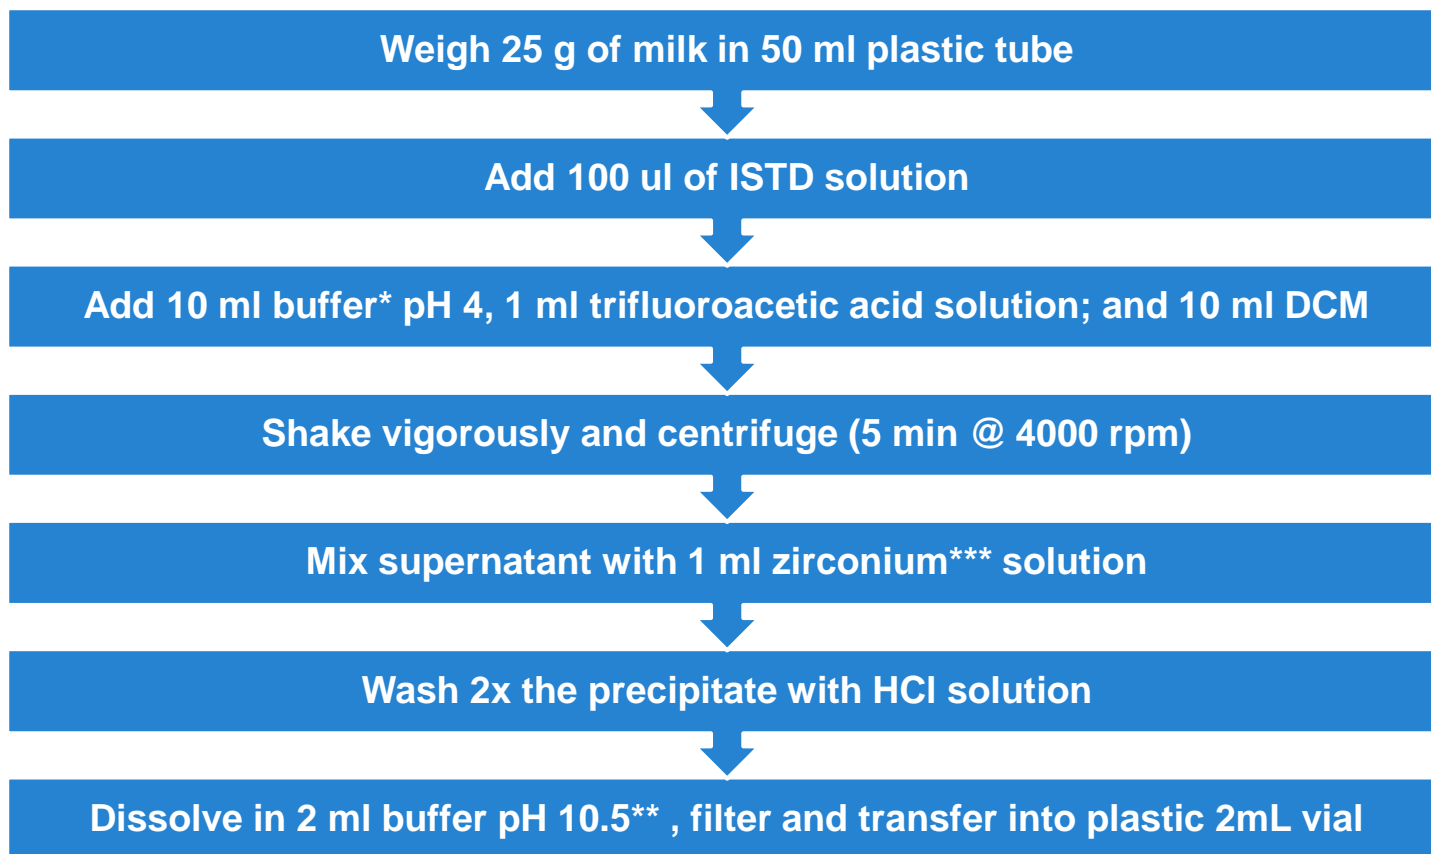 Weigh 25 g of milk in 50 ml plastic tube
Add 100 ul of ISTD solution
Add 10 ml buffer* pH 4, 1 ml trifluoroacetic acid solution; and 10 ml DCM
Shake vigorously and centrifuge (5 min @ 4000 rpm)
Mix supernatant with 1 ml zirconium*** solution
Wash 2x the precipitate with HCl solution
Dissolve in 2 ml buffer pH 10.5** , filter and transfer into plastic 2mL vial